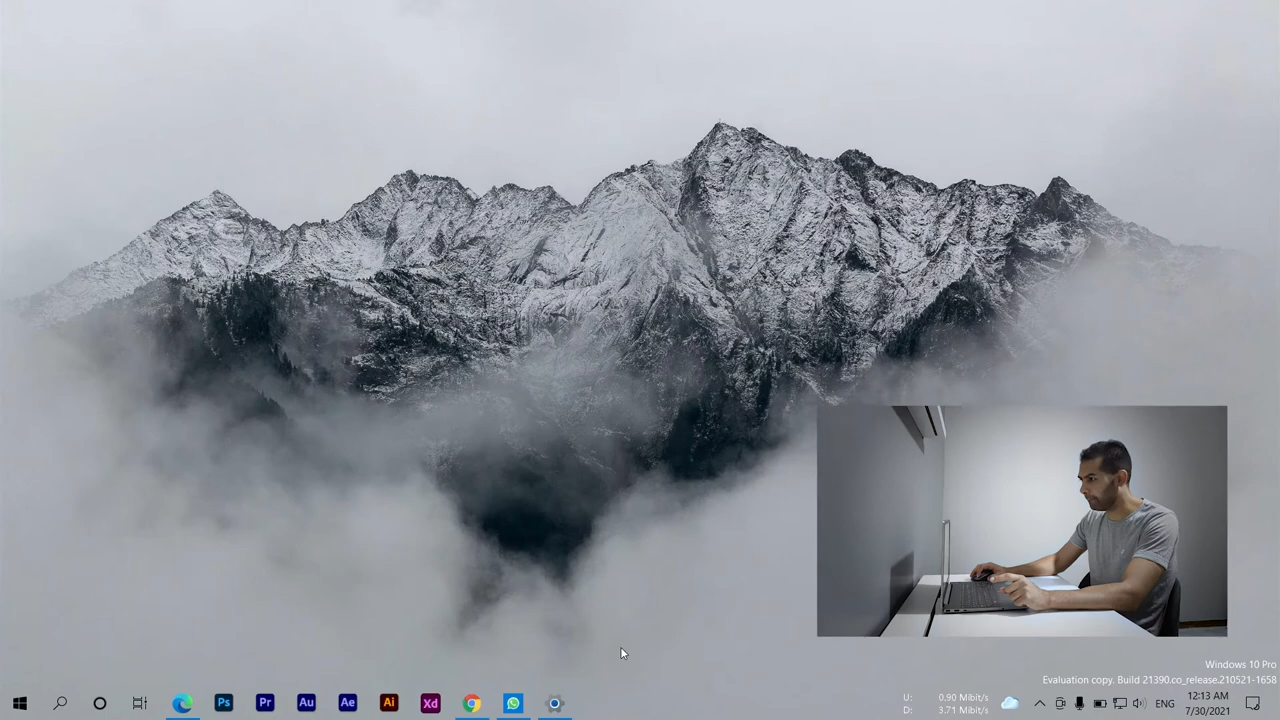 Windows 10 Pro
Evaluation copy. Build 21390.co_release.210521-1658
Ps
Pr
Au
Ae
Ai
Xd
U: 0.90 Mibit/s
D: 3.71 Mibit/s
ENG
12:13 AM
7/30/2021